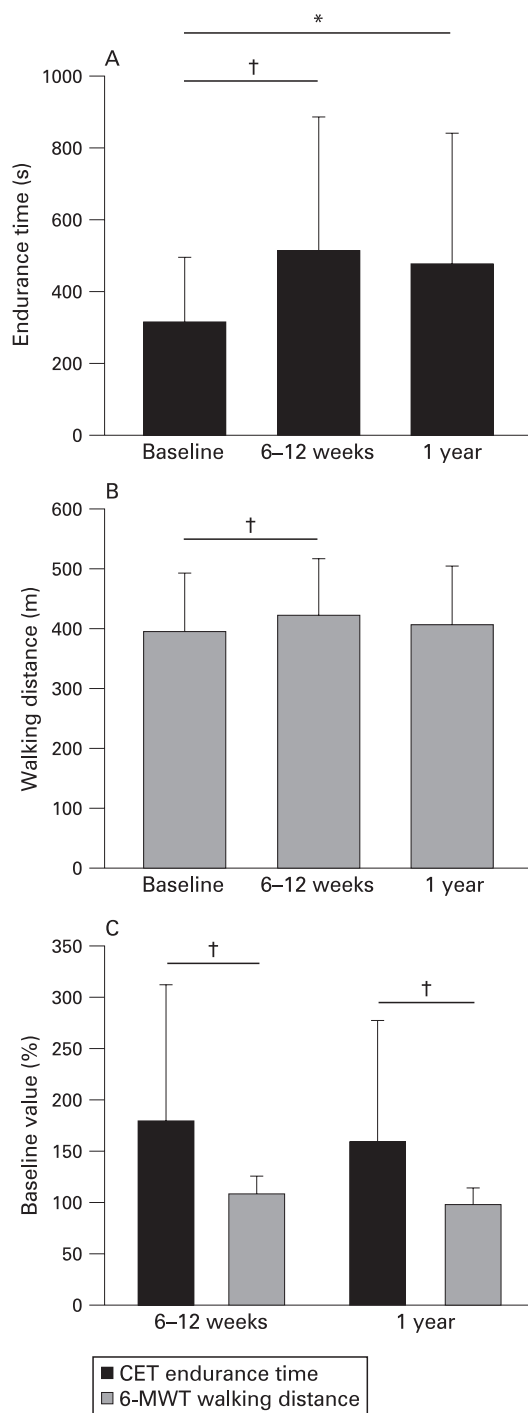 *
A
†
1000
800
600
400
200
0
Endurance time (s)
Baseline 6–12 weeks 1 year
B
†
600
500
400
300
200
100
0
Walking distance (m)
Baseline 6–12 weeks 1 year
C
†
†
350
300
250
200
150
100
50
0
Baseline value (%)
6–12 weeks 1 year
CET endurance time
6-MWT walking distance